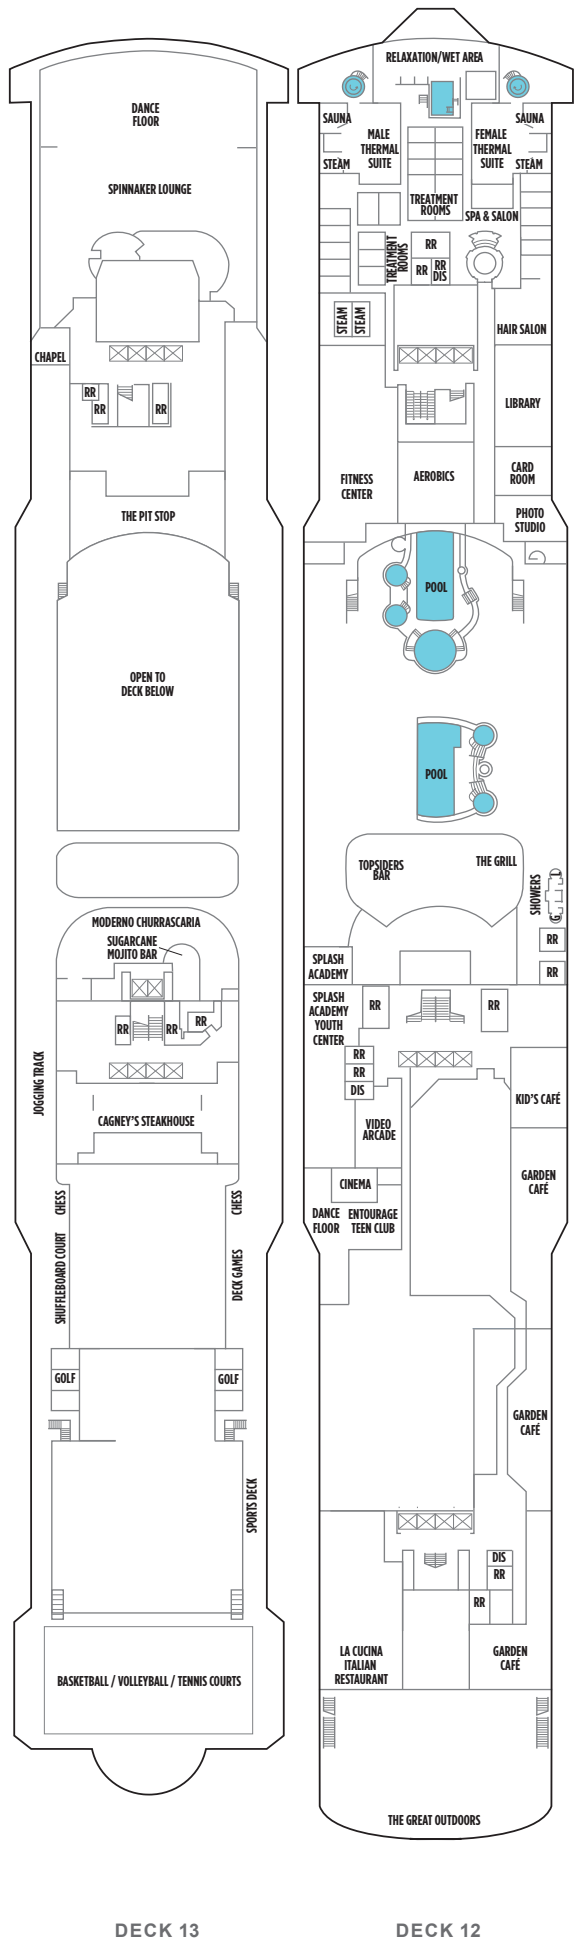 DANCE
FLOOR
SPINNAKER LOUNGE
CHAPEL
RR
RR
RR
THE PIT STOP
OPEN TO
DECK BELOW
MODERNO CHURRASCARIA
SUGARCANE
MOJITO BAR
RR
RR
RR
JOGGING TRACK
CAGNEY'S STEAKHOUSE
CHESS
CHESS
SHUFFLEBOARD COURT
DECK GAMES
GOLF
GOLF
SPORTS DECK
BASKETBALL / VOLLEYBALL / TENNIS COURTS
DECK 13
RELAXATION/WET AREA
SAUNA
SAUNA
MALE
THERMAL
SUITE
FEMALE
THERMAL
SUITE
STEAM
STEAM
TREATMENT
ROOMS
SPA & SALON
TREATMENT
ROOMS
RR
RR
RR
DIS
STEAM
STEAM
HAIR SALON
LIBRARY
FITNESS
CENTER
AEROBICS
CARD
ROOM
PHOTO
STUDIO
POOL
POOL
TOPSIDERS
BAR
THE GRILL
SHOWERS
L
G
RR
RR
SPLASH
ACADEMY
SPLASH
ACADEMY
YOUTH
CENTER
RR
RR
RR
RR
DIS
KID'S CAFÉ
VIDEO
ARCADE
GARDEN
CAFÉ
CINEMA
DANCE
FLOOR
ENTOURAGE
TEEN CLUB
GARDEN
CAFÉ
DIS
RR
RR
LA CUCINA
ITALIAN
RESTAURANT
GARDEN
CAFÉ
THE GREAT OUTDOORS
DECK 12